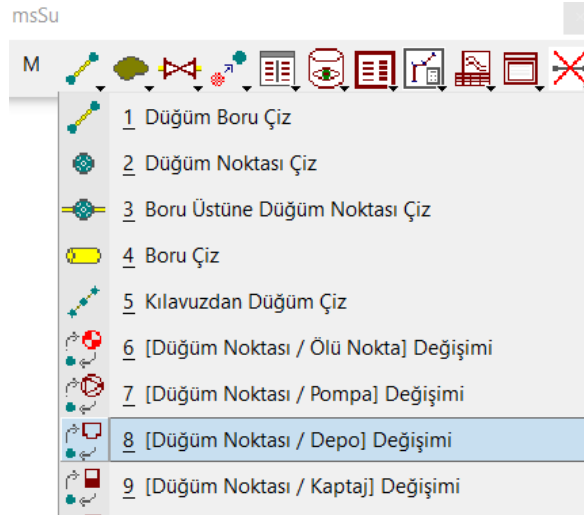 msSu
M
1 Düğüm Boru Çiz
2 Düğüm Noktası Çiz
3 Boru Üstüne Düğüm Noktası Çiz
4 Boru Çiz
5 Kılavuzdan Düğüm Çiz
6 [Düğüm Noktası / Ölü Nokta] Değişimi
7 [Düğüm Noktası / Pompa] Değişimi
8 [Düğüm Noktası / Depo] Değişimi
9 [Düğüm Noktası / Kaptaj] Değişimi